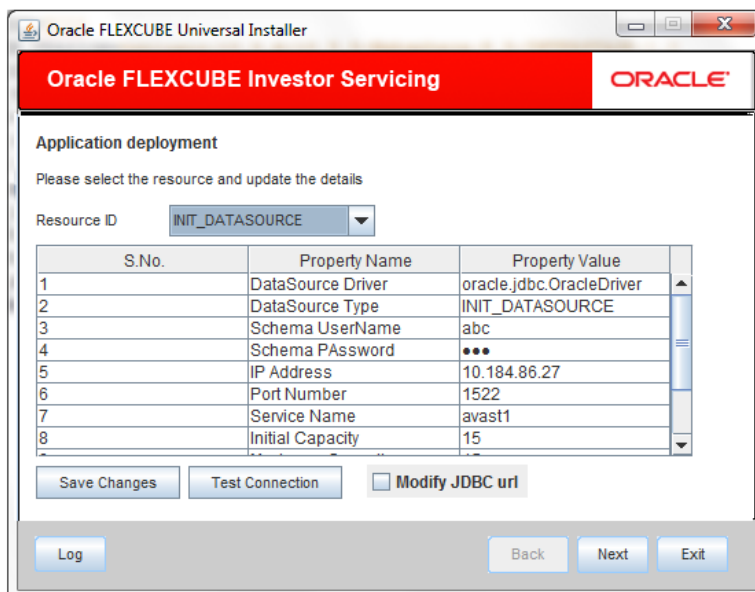 Oracle FLEXCUBE Universal Installer
Oracle FLEXCUBE Investor Servicing
ORACLE
Application deployment
Please select the resource and update the details
Resource ID INIT_DATASOURCE
S.No. Property Name Property Value
1 DataSource Driver oracle.jdbc.OracleDriver
2 DataSource Type INIT_DATASOURCE
3 Schema UserName abc
4 Schema PAssword ●●●
5 IP Address 10.184.86.27
6 Port Number 1522
7 Service Name avast1
8 Initial Capacity 15
Save Changes Test Connection Modify JDBC url
Log Back Next Exit